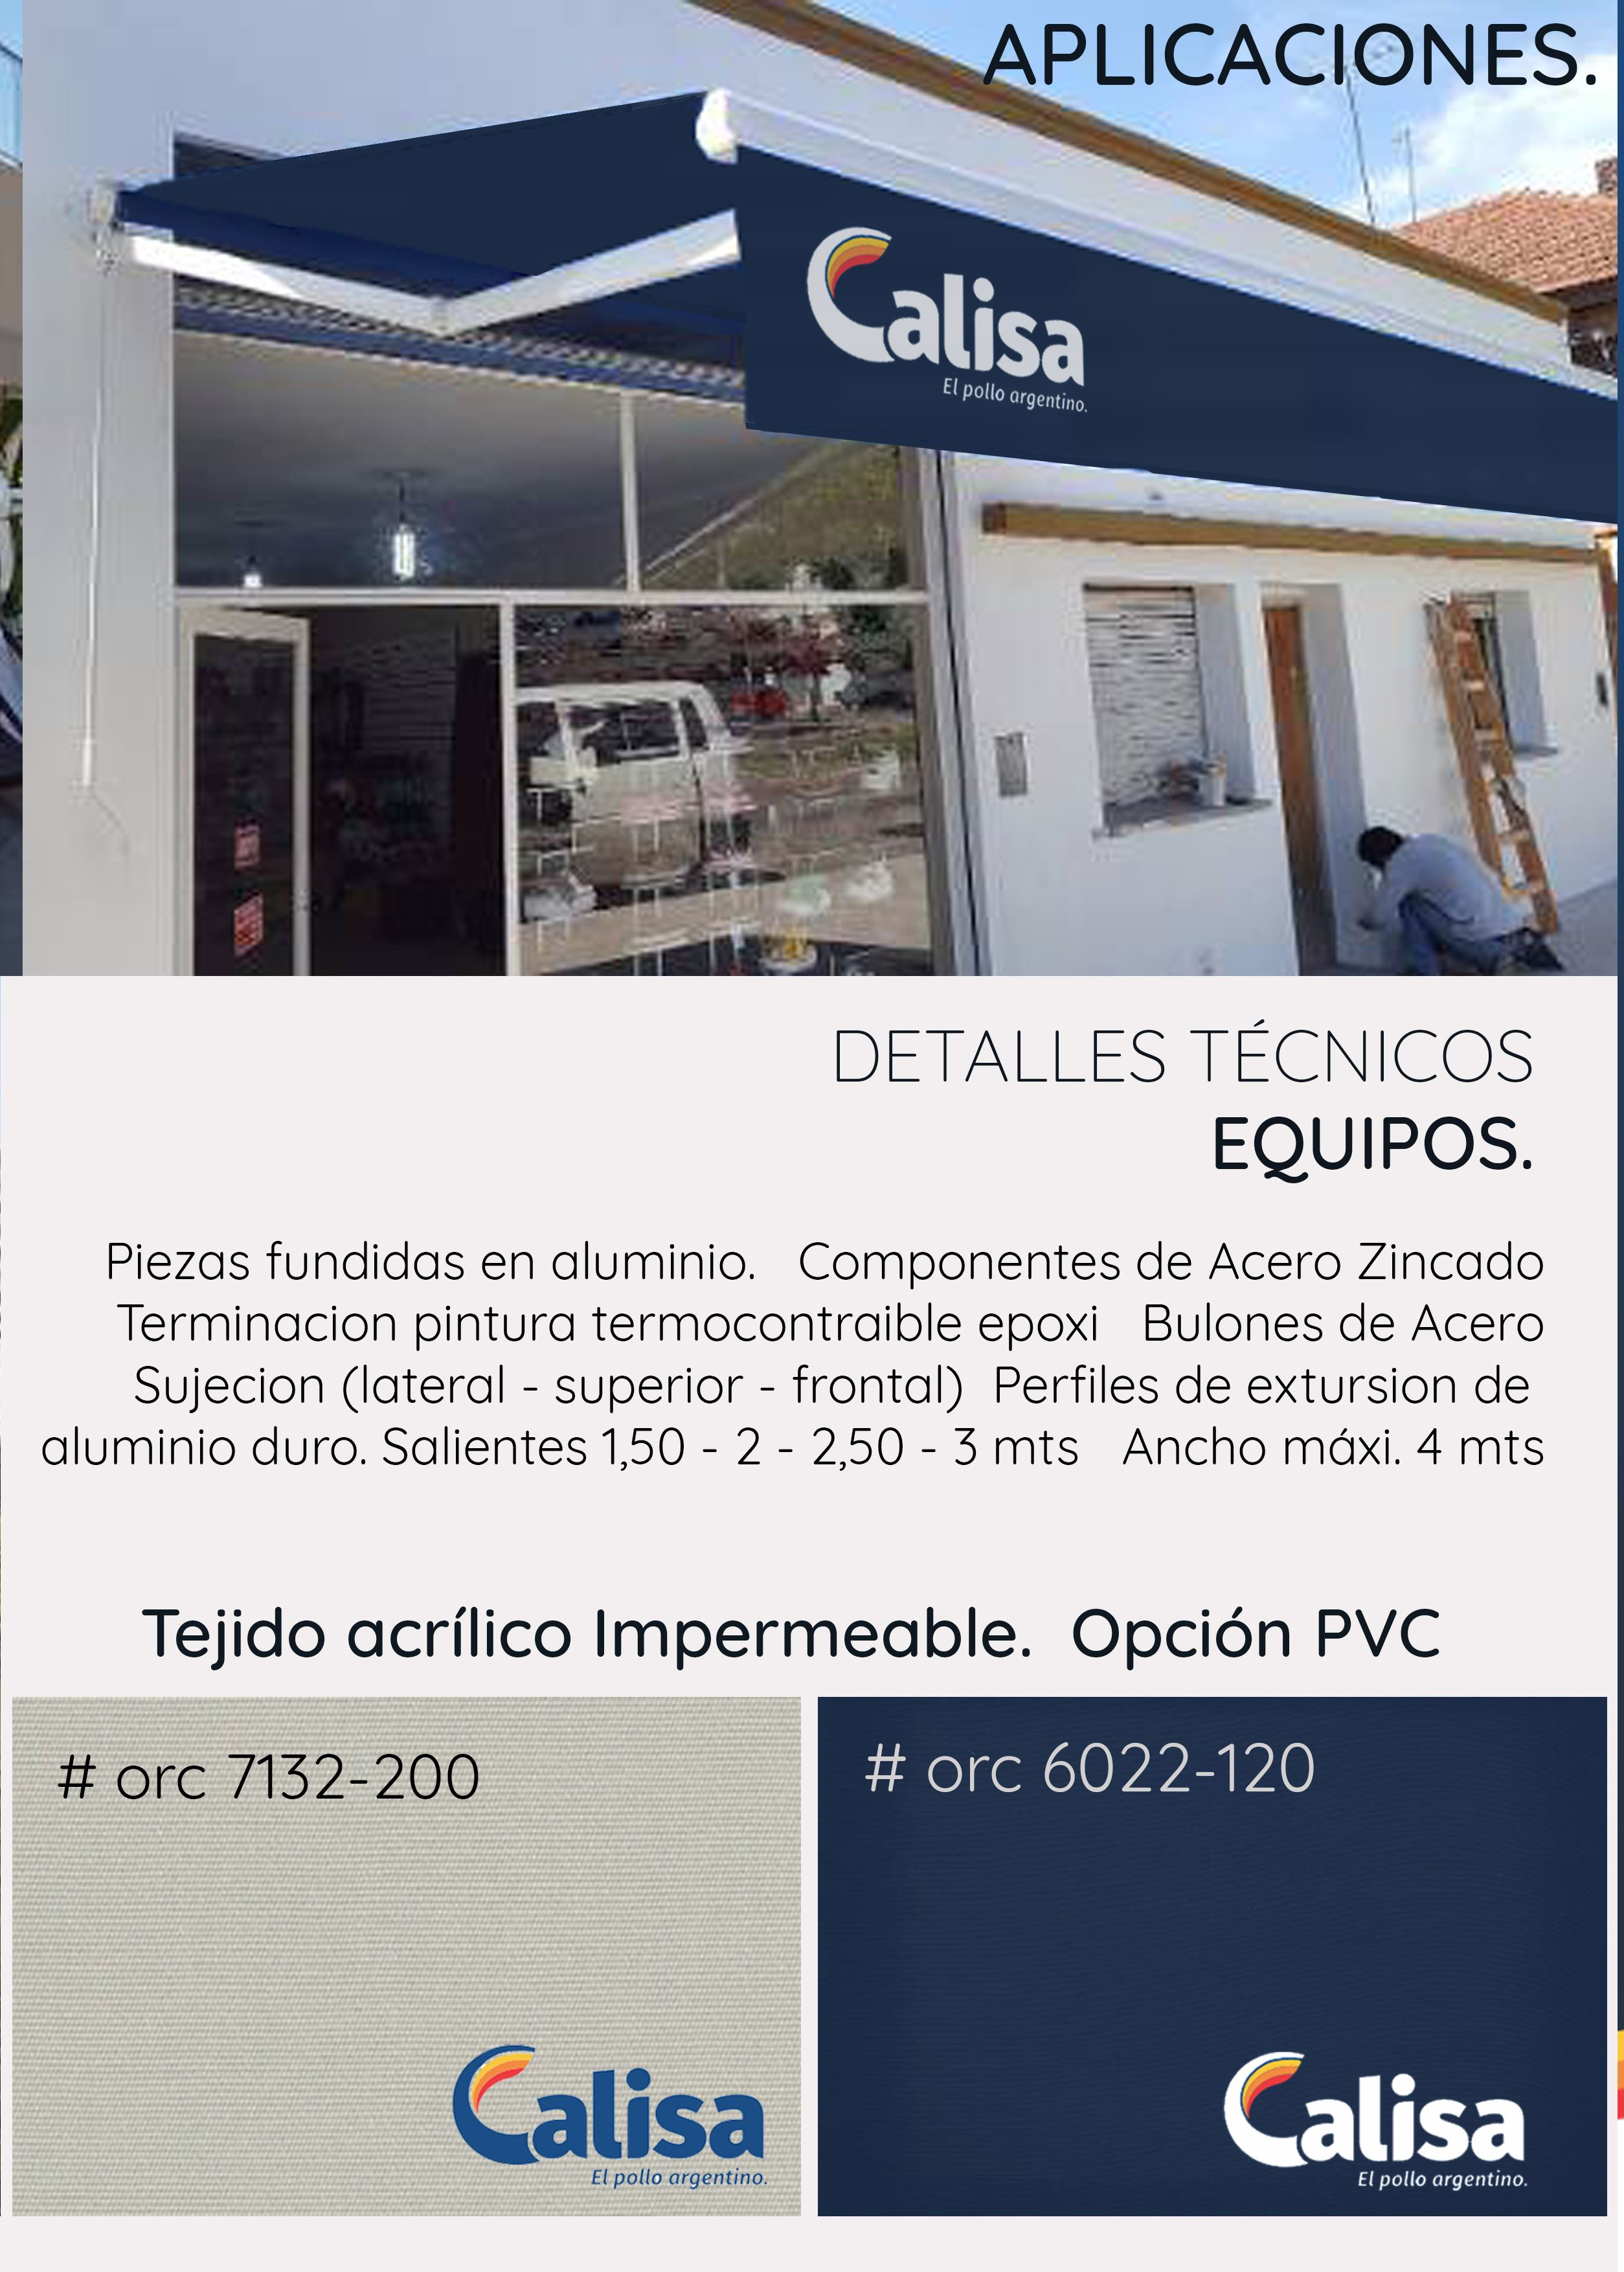 APLICACIONES.
Calisa
El pollo argentino.
DETALLES TÉCNICOS
EQUIPOS.
Piezas fundidas en aluminio. Componentes de Acero Zincado
Terminacion pintura termocontraible epoxi Bulones de Acero
Sujecion (lateral - superior - frontal) Perfiles de extursion de
aluminio duro. Salientes 1,50 - 2 - 2,50 - 3 mts Ancho máxi. 4 mts
Tejido acrílico Impermeable. Opción PVC
# orc 7132-200
Calisa
El pollo argentino.
# orc 6022-120
Calisa
El pollo argentino.